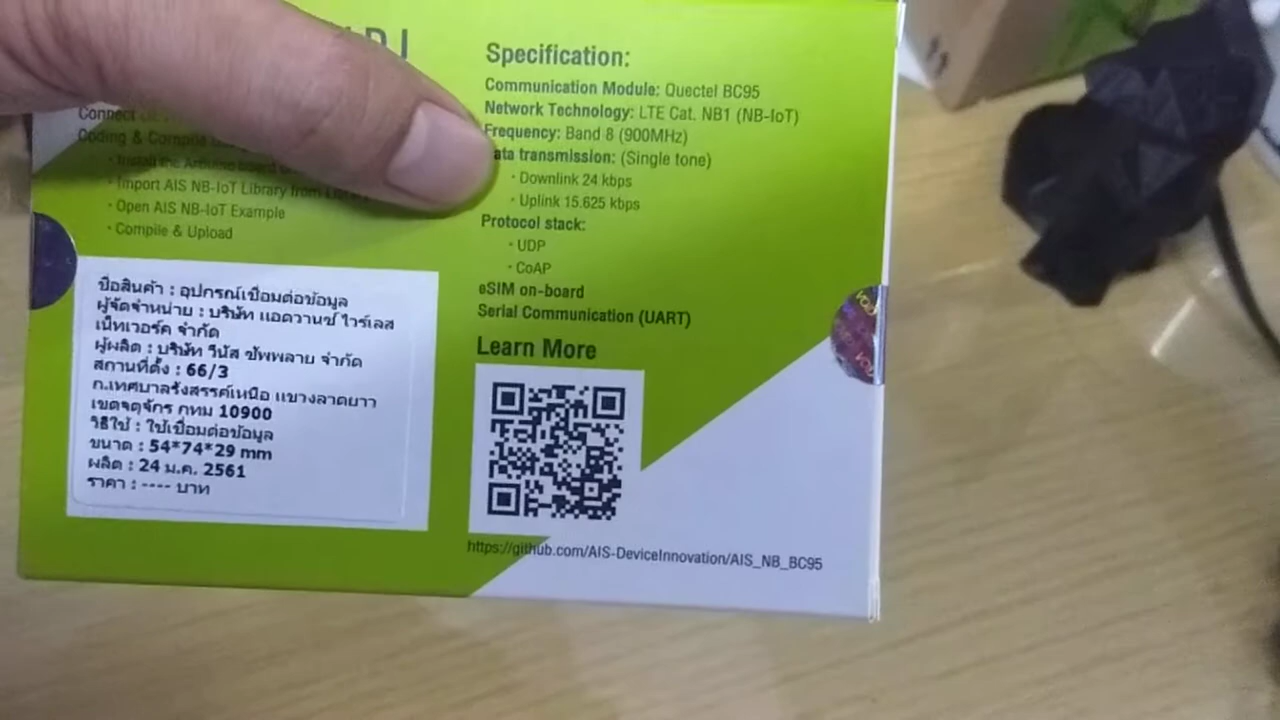 Connect
Coding & Compile
· Install the Arduino board
· Import AIS NB-IoT Library from
· Open AIS NB-IoT Example
· Compile & Upload
ชื่อสินค้า : อุปกรณ์เชื่อมต่อข้อมูล
ผู้จัดจำหน่าย : บริษัท แอดวานซ์ ไวร์เลส
เน็ทเวอร์ค จำกัด
ผู้ผลิต : บริษัท วีนัส ซัพพลาย จำกัด
สถานที่ตั้ง : 66/3
ถ.เทศบาลรังสรรค์เหนือ แขวงลาดยาว
เขตจตุจักร กทม 10900
วิธีใช้ : ใช้เชื่อมต่อข้อมูล
ขนาด : 54*74*29 mm
ผลิต : 24 ม.ค. 2561
ราคา : ---- บาท
Specification:
Communication Module: Quectel BC95
Network Technology: LTE Cat. NB1 (NB-IoT)
Frequency: Band 8 (900MHz)
ata transmission: (Single tone)
· Downlink 24 kbps
· Uplink 15.625 kbps
Protocol stack:
· UDP
· CoAP
eSIM on-board
Serial Communication (UART)
Learn More
https://github.com/AIS-DeviceInnovation/AIS_NB_BC95
VOID